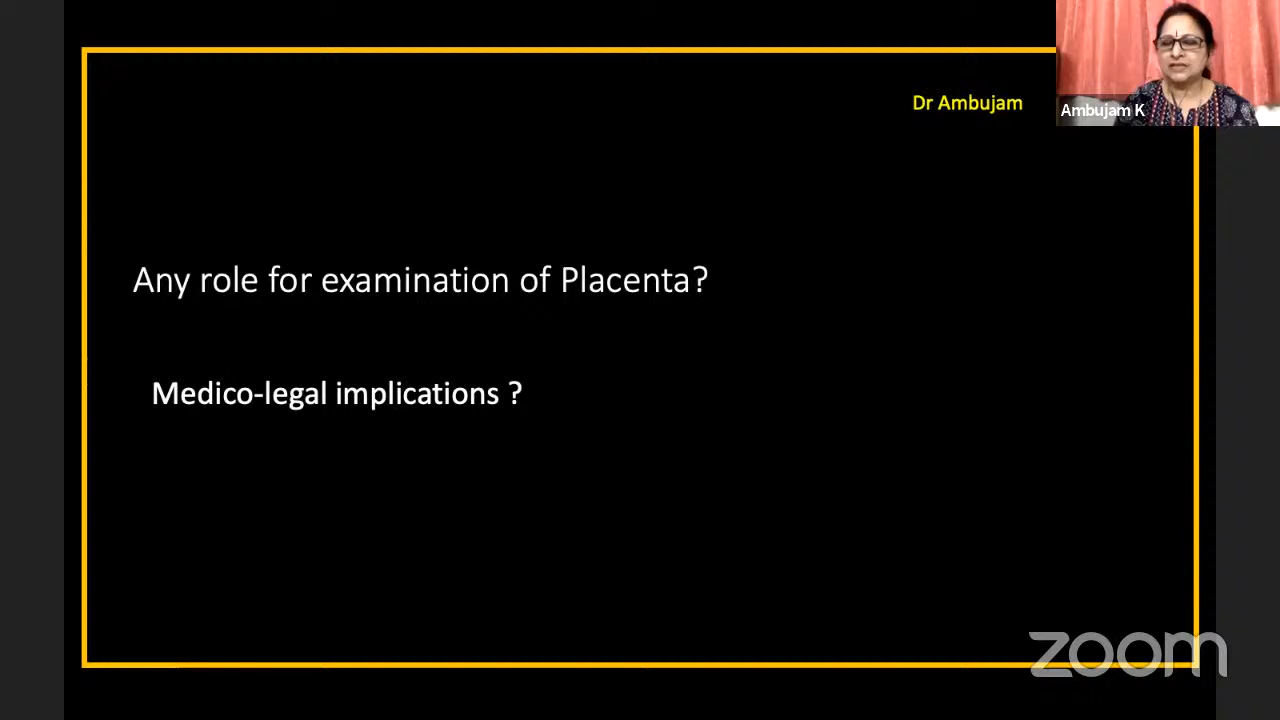 Dr Ambujam
Ambujam K
Any role for examination of Placenta?
Medico-legal implications ?
zoom